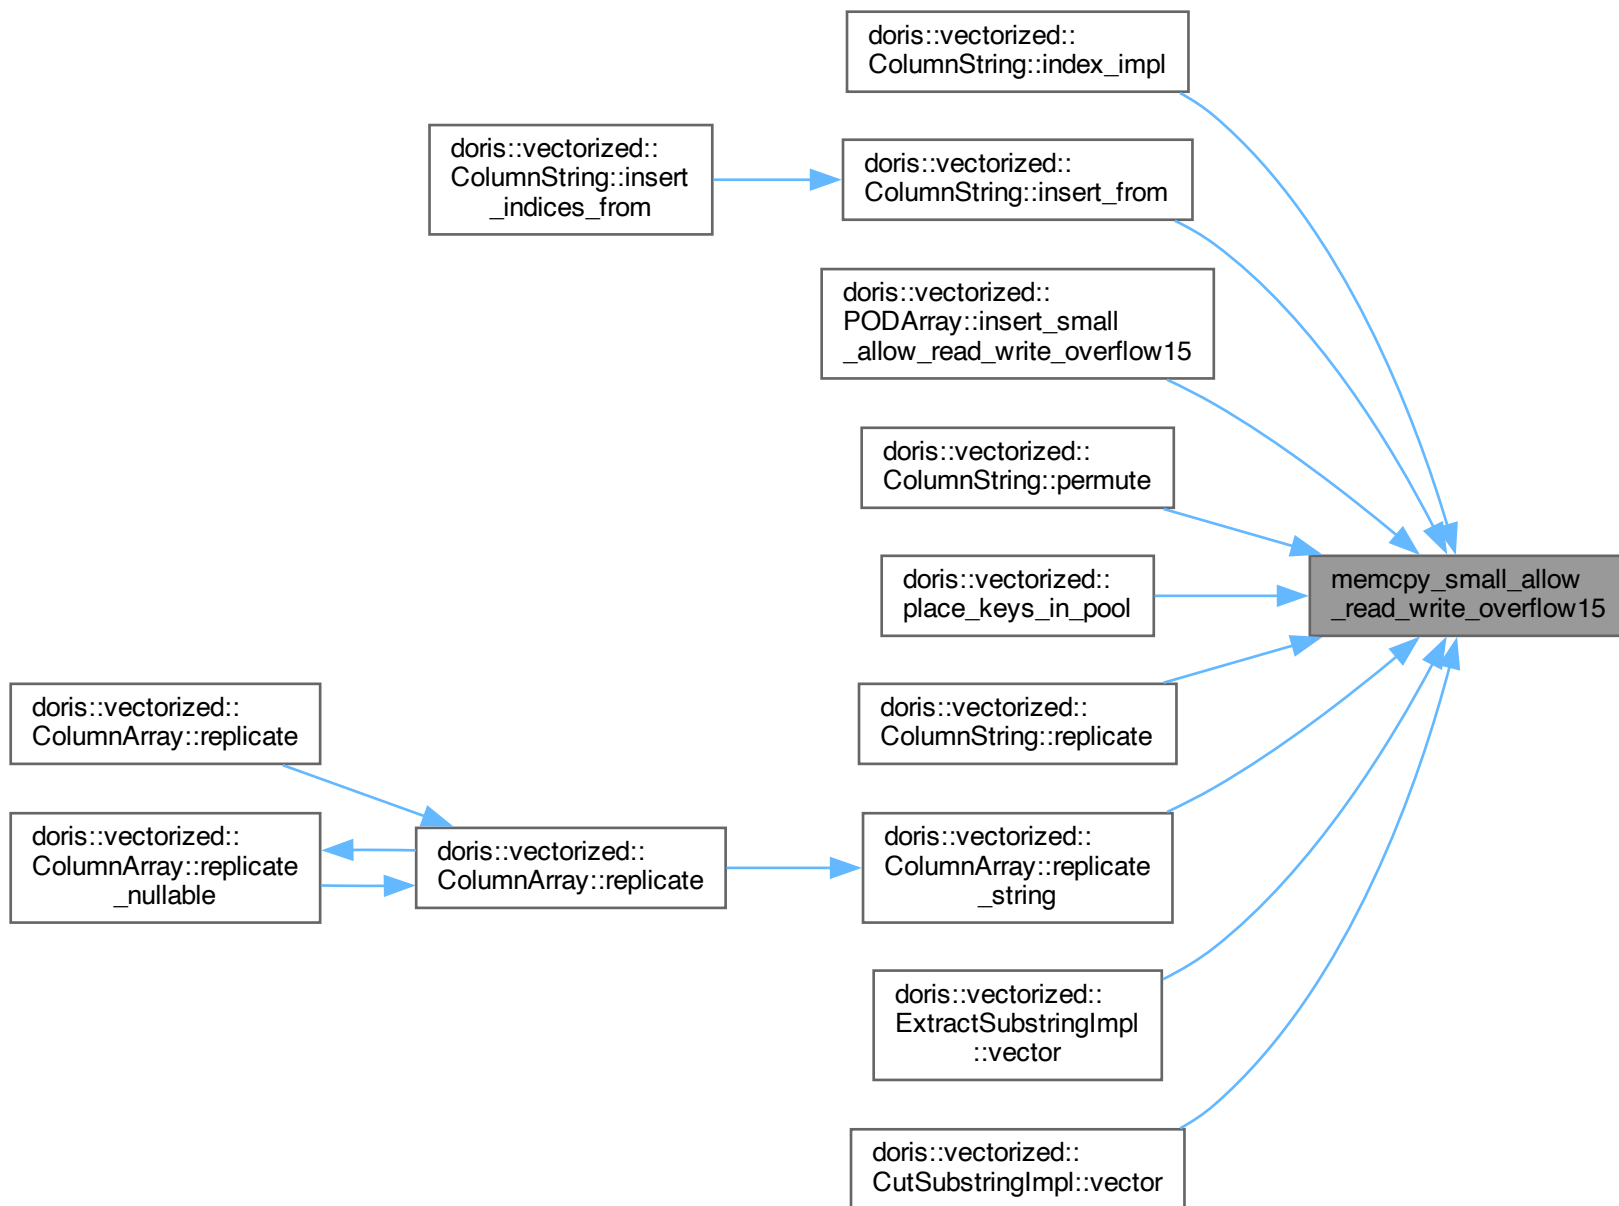 doris::vectorized::
ColumnString::index_impl
doris::vectorized::
ColumnString::insert
_indices_from
doris::vectorized::
ColumnString::insert_from
doris::vectorized::
PODArray::insert_small
_allow_read_write_overflow15
doris::vectorized::
ColumnString::permute
doris::vectorized::
place_keys_in_pool
memcpy_small_allow
_read_write_overflow15
doris::vectorized::
ColumnArray::replicate
doris::vectorized::
ColumnString::replicate
doris::vectorized::
ColumnArray::replicate
_nullable
doris::vectorized::
ColumnArray::replicate
doris::vectorized::
ColumnArray::replicate
_string
doris::vectorized::
ExtractSubstringImpl
::vector
doris::vectorized::
CutSubstringImpl::vector